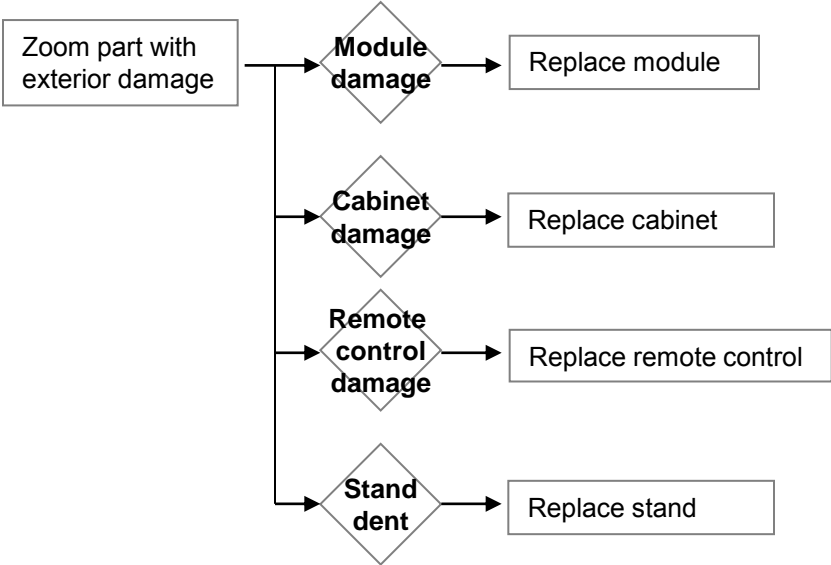 Zoom part with
exterior damage
Module
damage
Replace module
Cabinet
damage
Replace cabinet
Remote
control
damage
Replace remote control
Stand
dent
Replace stand